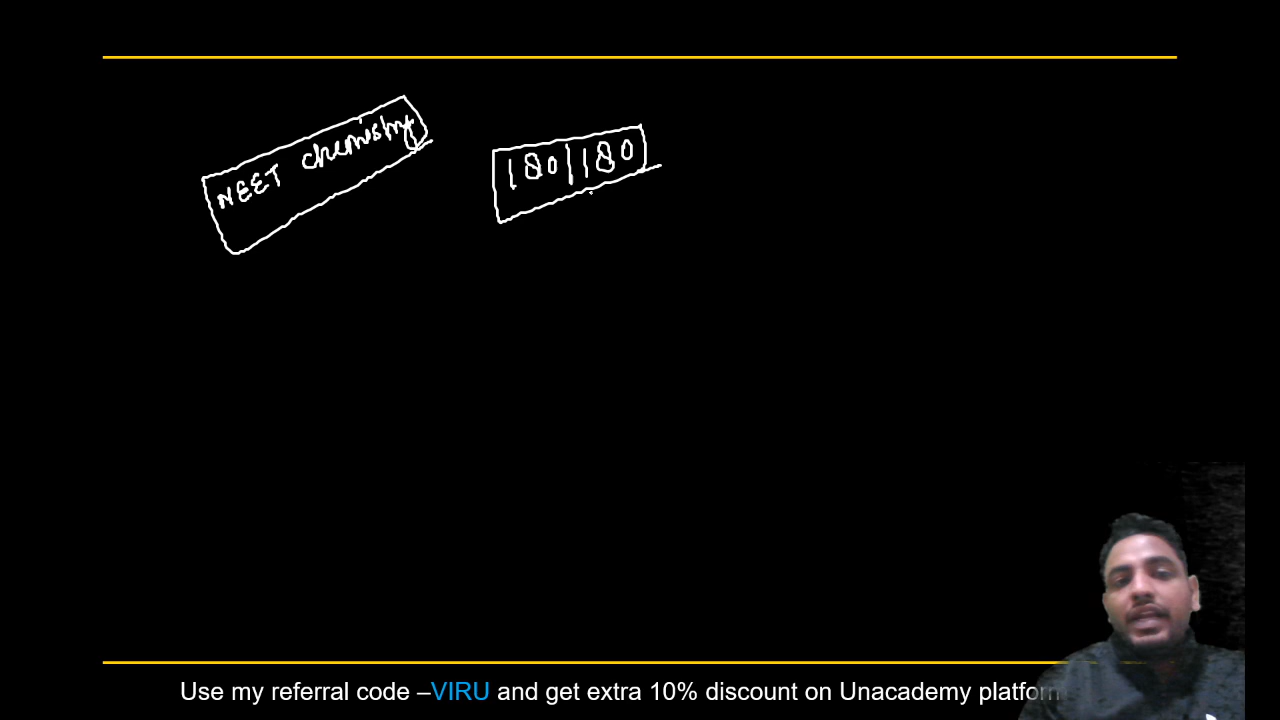 NEET chemistry
180|180
Use my referral code –VIRU and get extra 10% discount on Unacademy platform